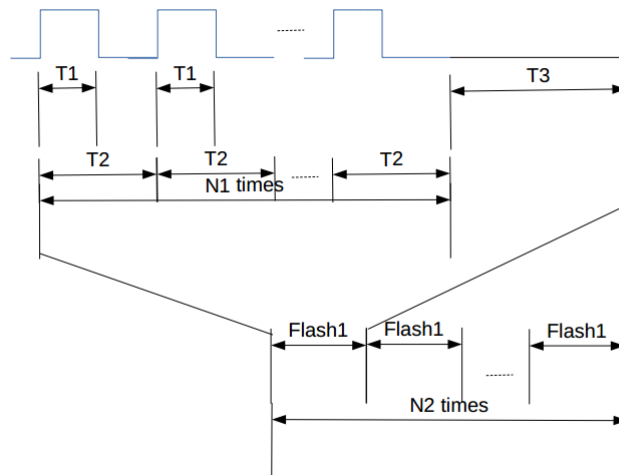 T1 T1 T3
T2 T2 T2
N1 times
Flash1 Flash1 Flash1
N2 times